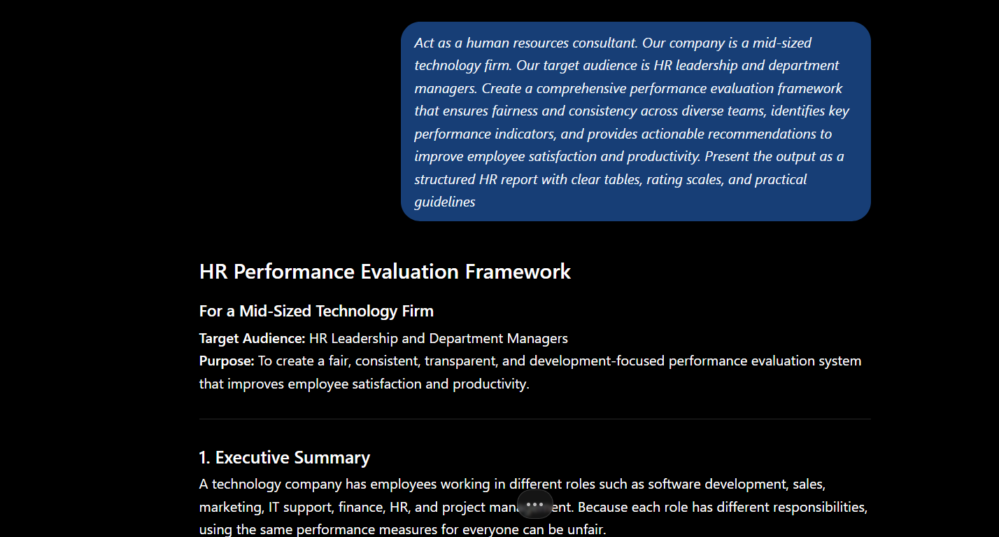 Act as a human resources consultant. Our company is a mid-sized
technology firm. Our target audience is HR leadership and department
managers. Create a comprehensive performance evaluation framework
that ensures fairness and consistency across diverse teams, identifies key
performance indicators, and provides actionable recommendations to
improve employee satisfaction and productivity. Present the output as a
structured HR report with clear tables, rating scales, and practical
guidelines
HR Performance Evaluation Framework
For a Mid-Sized Technology Firm
Target Audience: HR Leadership and Department Managers
Purpose: To create a fair, consistent, transparent, and development-focused performance evaluation system
that improves employee satisfaction and productivity.
1. Executive Summary
A technology company has employees working in different roles such as software development, sales,
marketing, IT support, finance, HR, and project Because each role has different responsibilities,
using the same performance measures for everyone can be unfair.